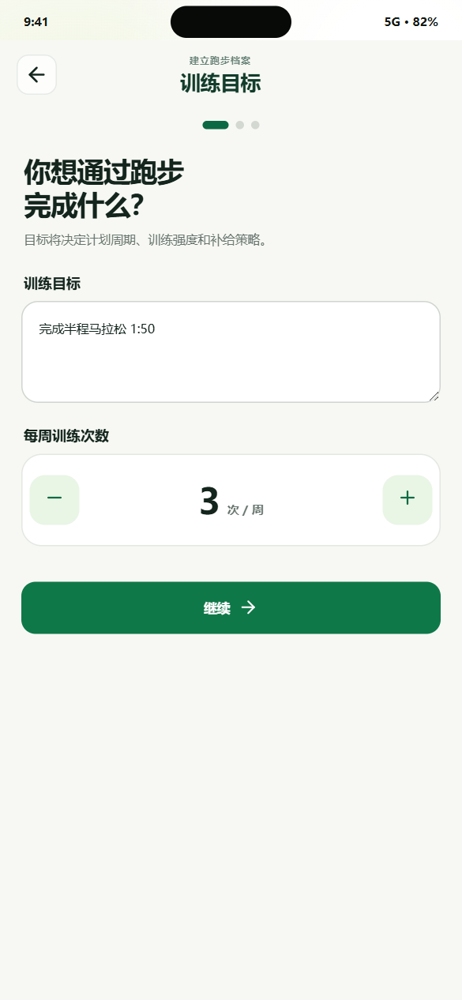 9:41
5G • 82%
建立跑步档案
训练目标
你想通过跑步
完成什么？
目标将决定计划周期、训练强度和补给策略。
训练目标
完成半程马拉松 1:50
每周训练次数
3 次 / 周
继续